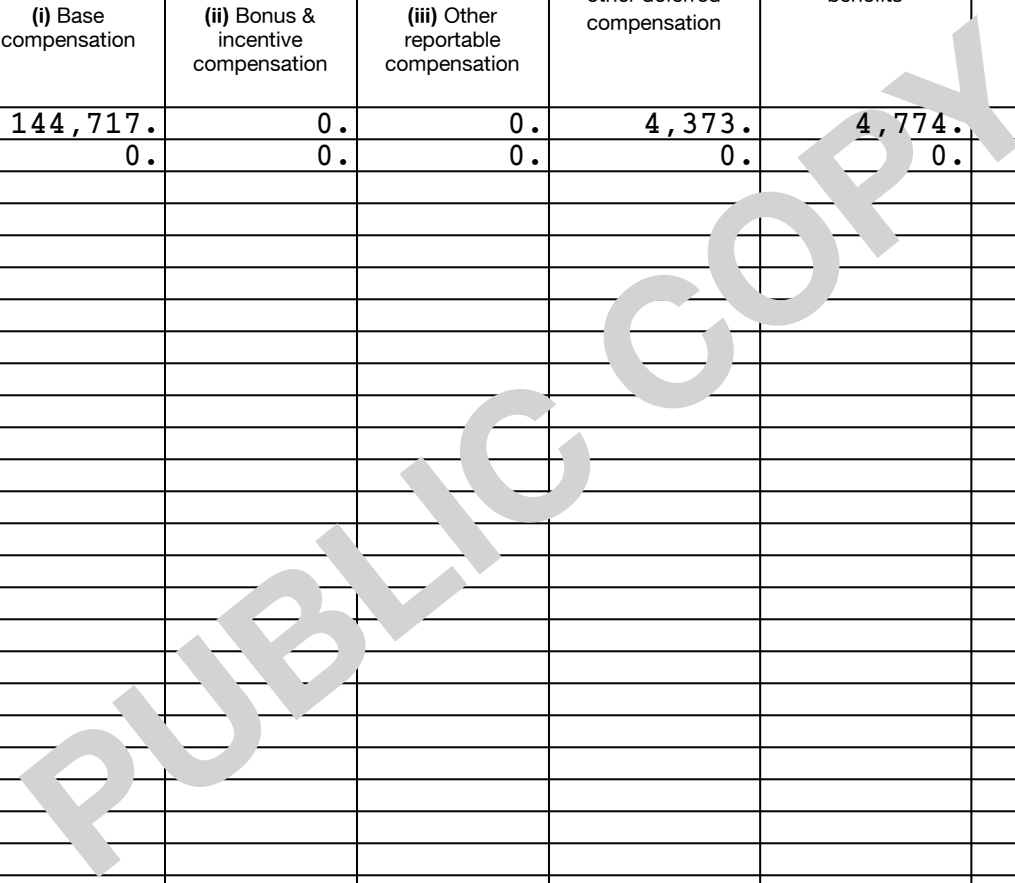 other deferred
compensation
benefits
(i) Base
compensation
(ii) Bonus &
incentive
compensation
(iii) Other
reportable
compensation
144,717. 0. 0. 4,373. 4,774.
0. 0. 0. 0. 0.
PUBLIC COPY